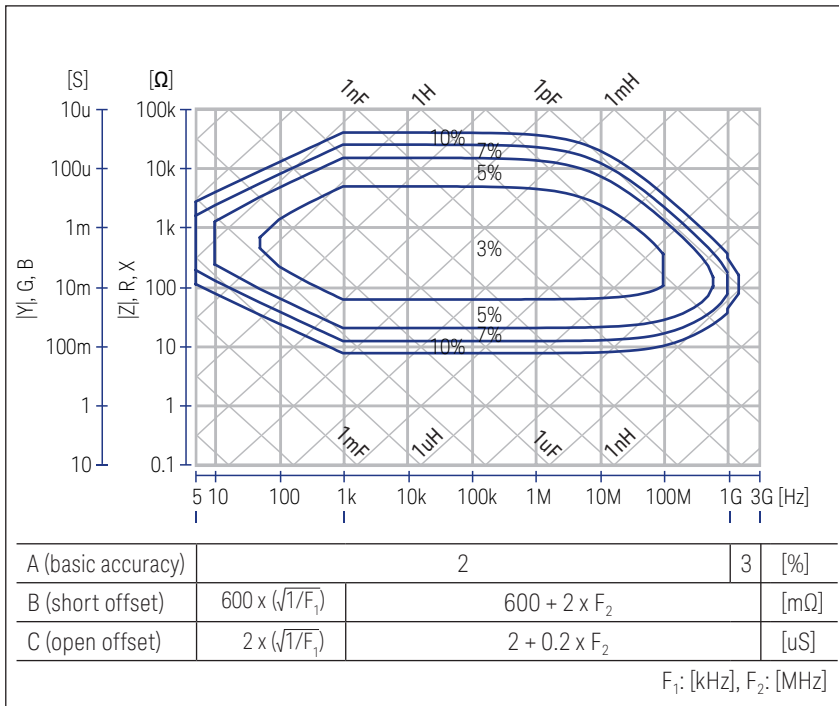 [S] [Ω] 1nF 1H 1pF 1mH
10u 100k
10%
7%
100u 10k
5%
1m 1k
3%
|Y|, G, B |Z|, R, X
10m 100
5%
100m 10
7%
10%
1 1
1mF 1uH 1uF 1nH
10 0.1
5 10 100 1k 10k 100k 1M 10M 100M 1G 3G [Hz]
A (basic accuracy) 2 3 [%]
B (short offset) 600 x (√1/F₁) 600 + 2 x F₂ [mΩ]
C (open offset) 2 x (√1/F₁) 2 + 0.2 x F₂ [uS]
F₁: [kHz], F₂: [MHz]